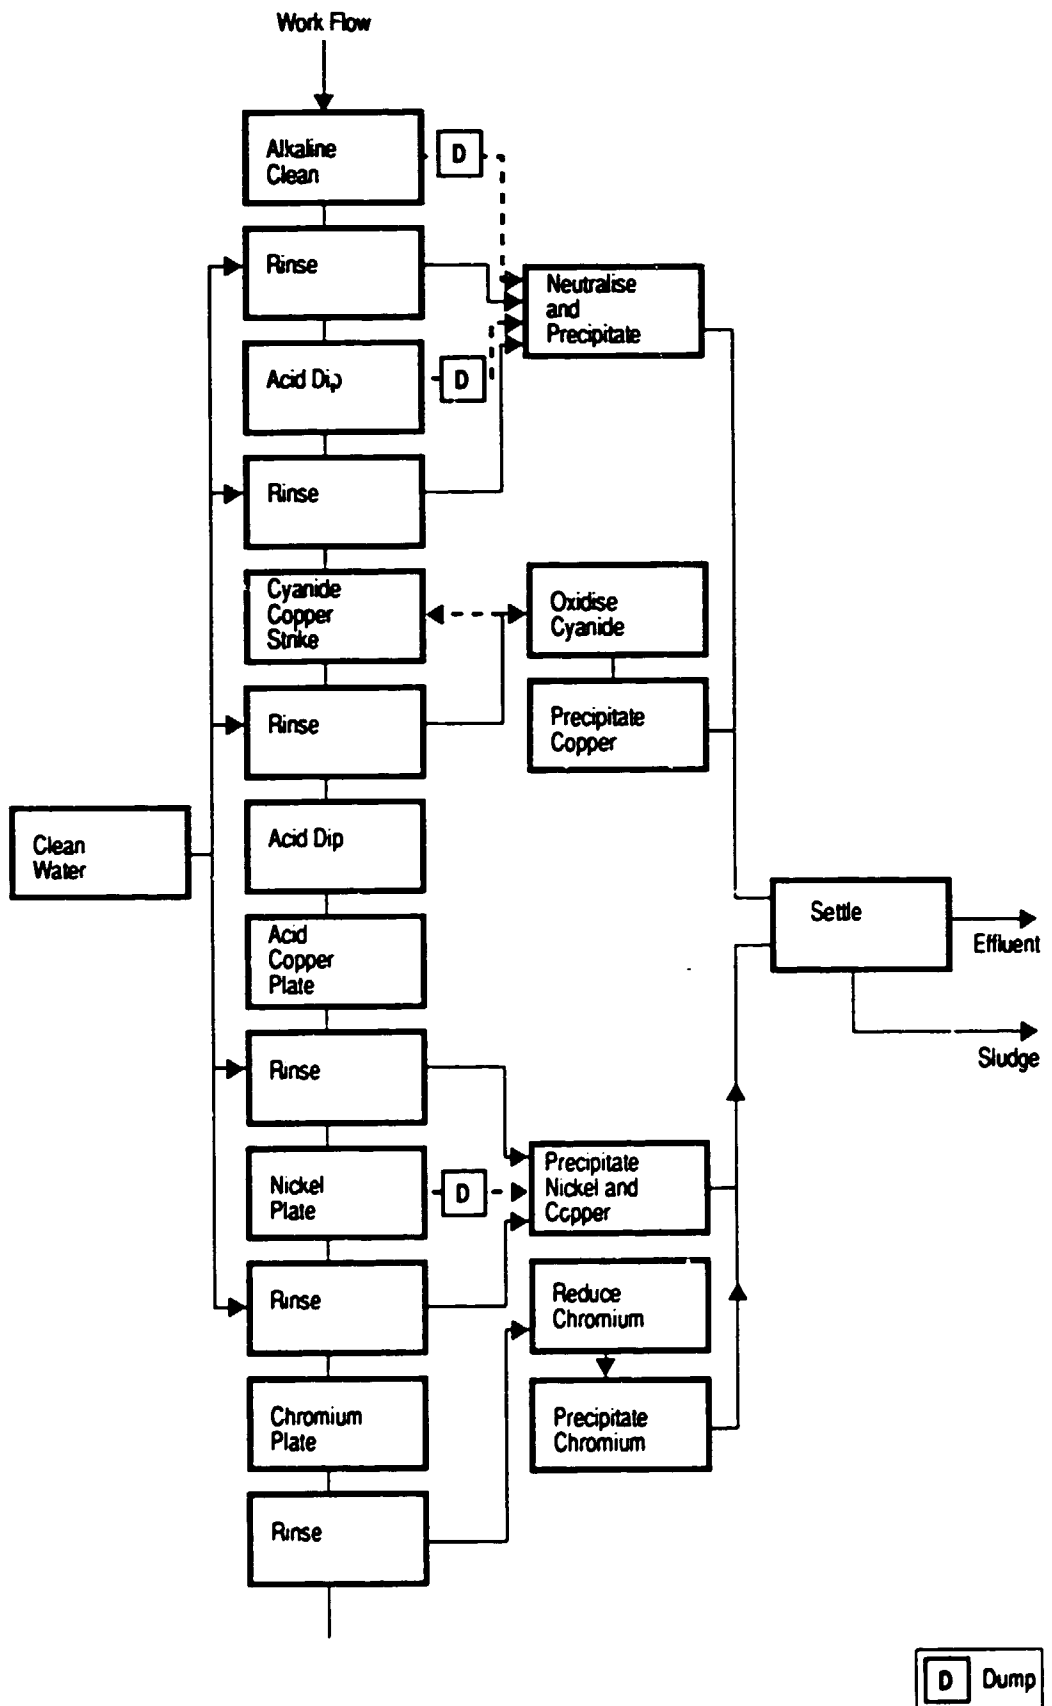 Work Flow
Alkaline
Clean
D
Rinse
Neutralise
and
Precipitate
Acid Dip
D
Rinse
Cyanide
Copper
Strike
Oxidise
Cyanide
Rinse
Precipitate
Copper
Clean
Water
Acid Dip
Settle
Effluent
Sludge
Acid
Copper
Plate
Rinse
Nickel
Plate
D
Precipitate
Nickel and
Copper
Rinse
Reduce
Chromium
Chromium
Plate
Precipitate
Chromium
Rinse
D Dump